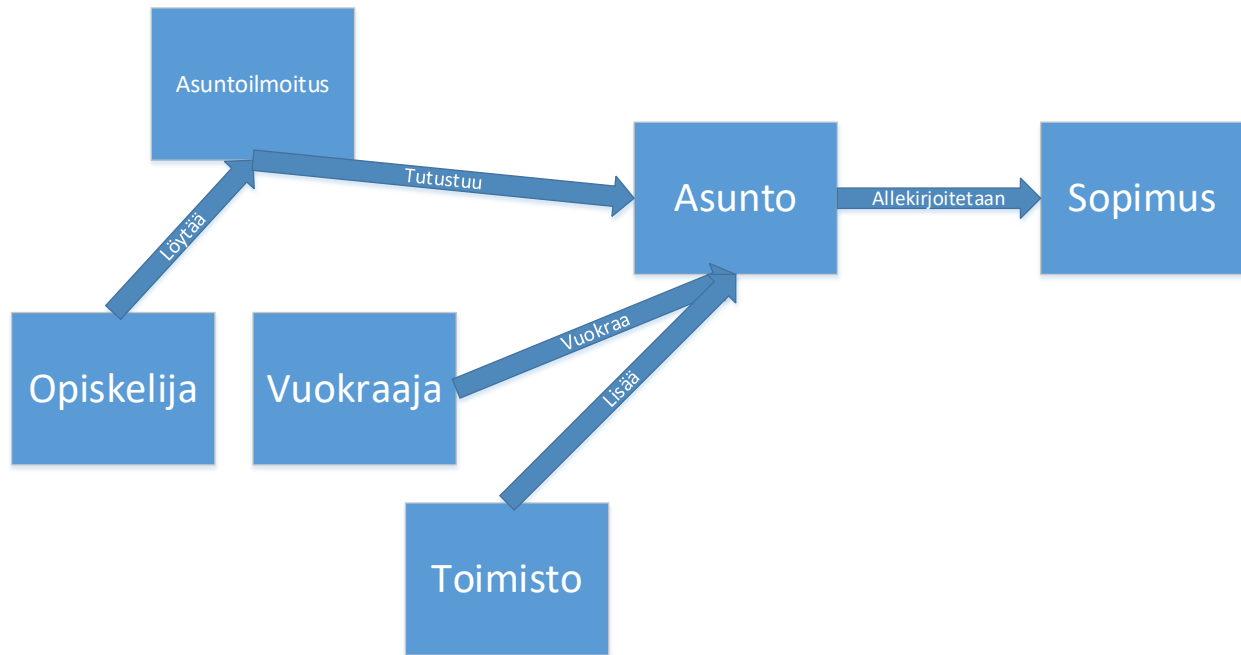 Asuntoilmoitus
Tutustuu
Asunto
Allekirjoitetaan
Sopimus
Löytää
Opiskelija
Vuokraaja
Vuokraa
Lisää
Toimisto